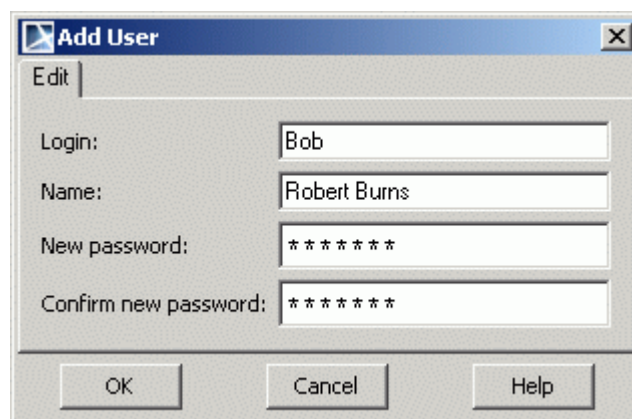 Add User
Edit
Login: Bob
Name: Robert Burns
New password: *******
Confirm new password: *******
OK Cancel Help